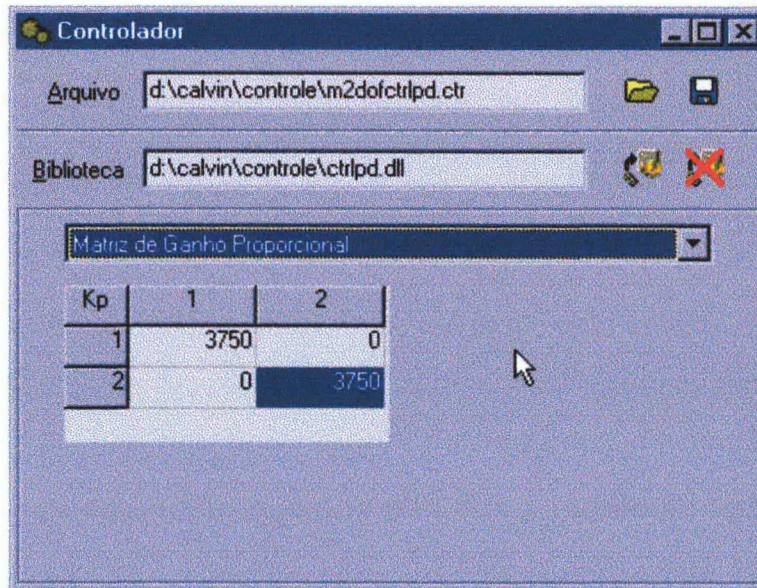 Controlador
Arquivo d:\calvin\controle\m2dofctrlpd.ctr
Biblioteca d:\calvin\controle\ctrlpd.dll
Matriz de Ganho Proporcional
Kp 1 2
1 3750 0
2 0 3750